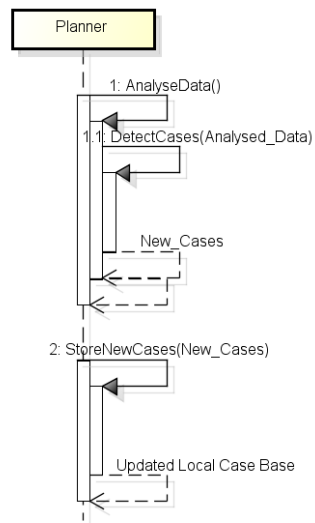 Planner
1: AnalyseData()
1.1: DetectCases(Analysed_Data)
New_Cases
2: StoreNewCases(New_Cases)
Updated Local Case Base